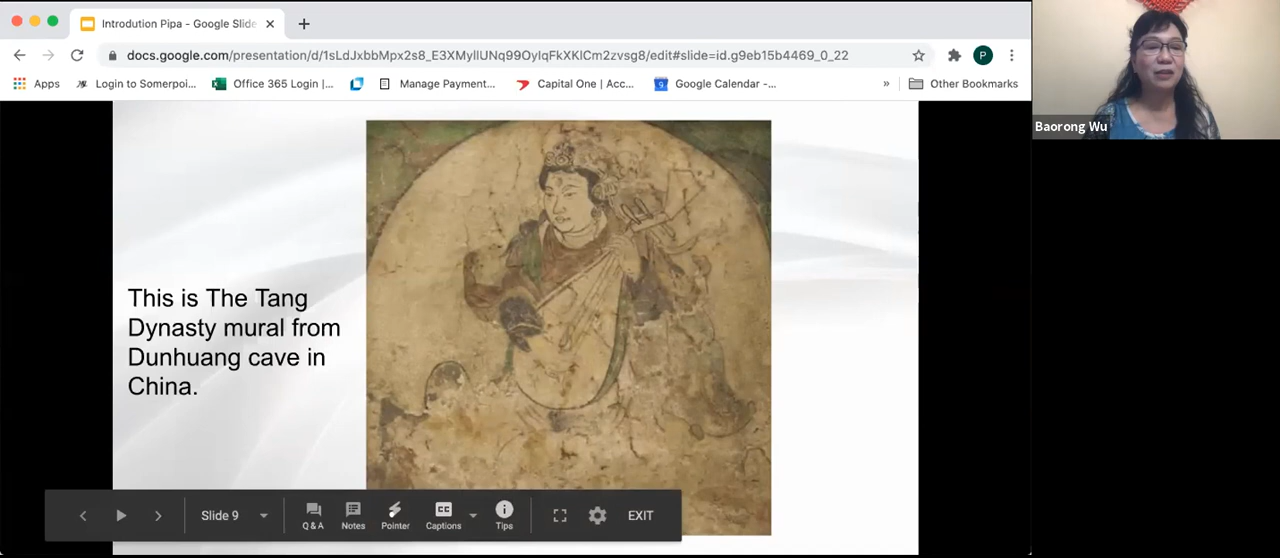 Introdution Pipa - Google Slide
docs.google.com/presentation/d/1sLdJxbbMpx2s8_E3XMyllUNq99OylqFkXKlCm2zvsg8/edit#slide=id.g9eb15b4469_0_22
P
Apps
Login to Somerpoi...
Office 365 Login |...
Manage Payment...
Capital One | Acc...
Google Calendar -...
»
Other Bookmarks
Baorong Wu
This is The Tang
Dynasty mural from
Dunhuang cave in
China.
Slide 9
Q & A
Notes
Pointer
CC
Captions
Tips
EXIT